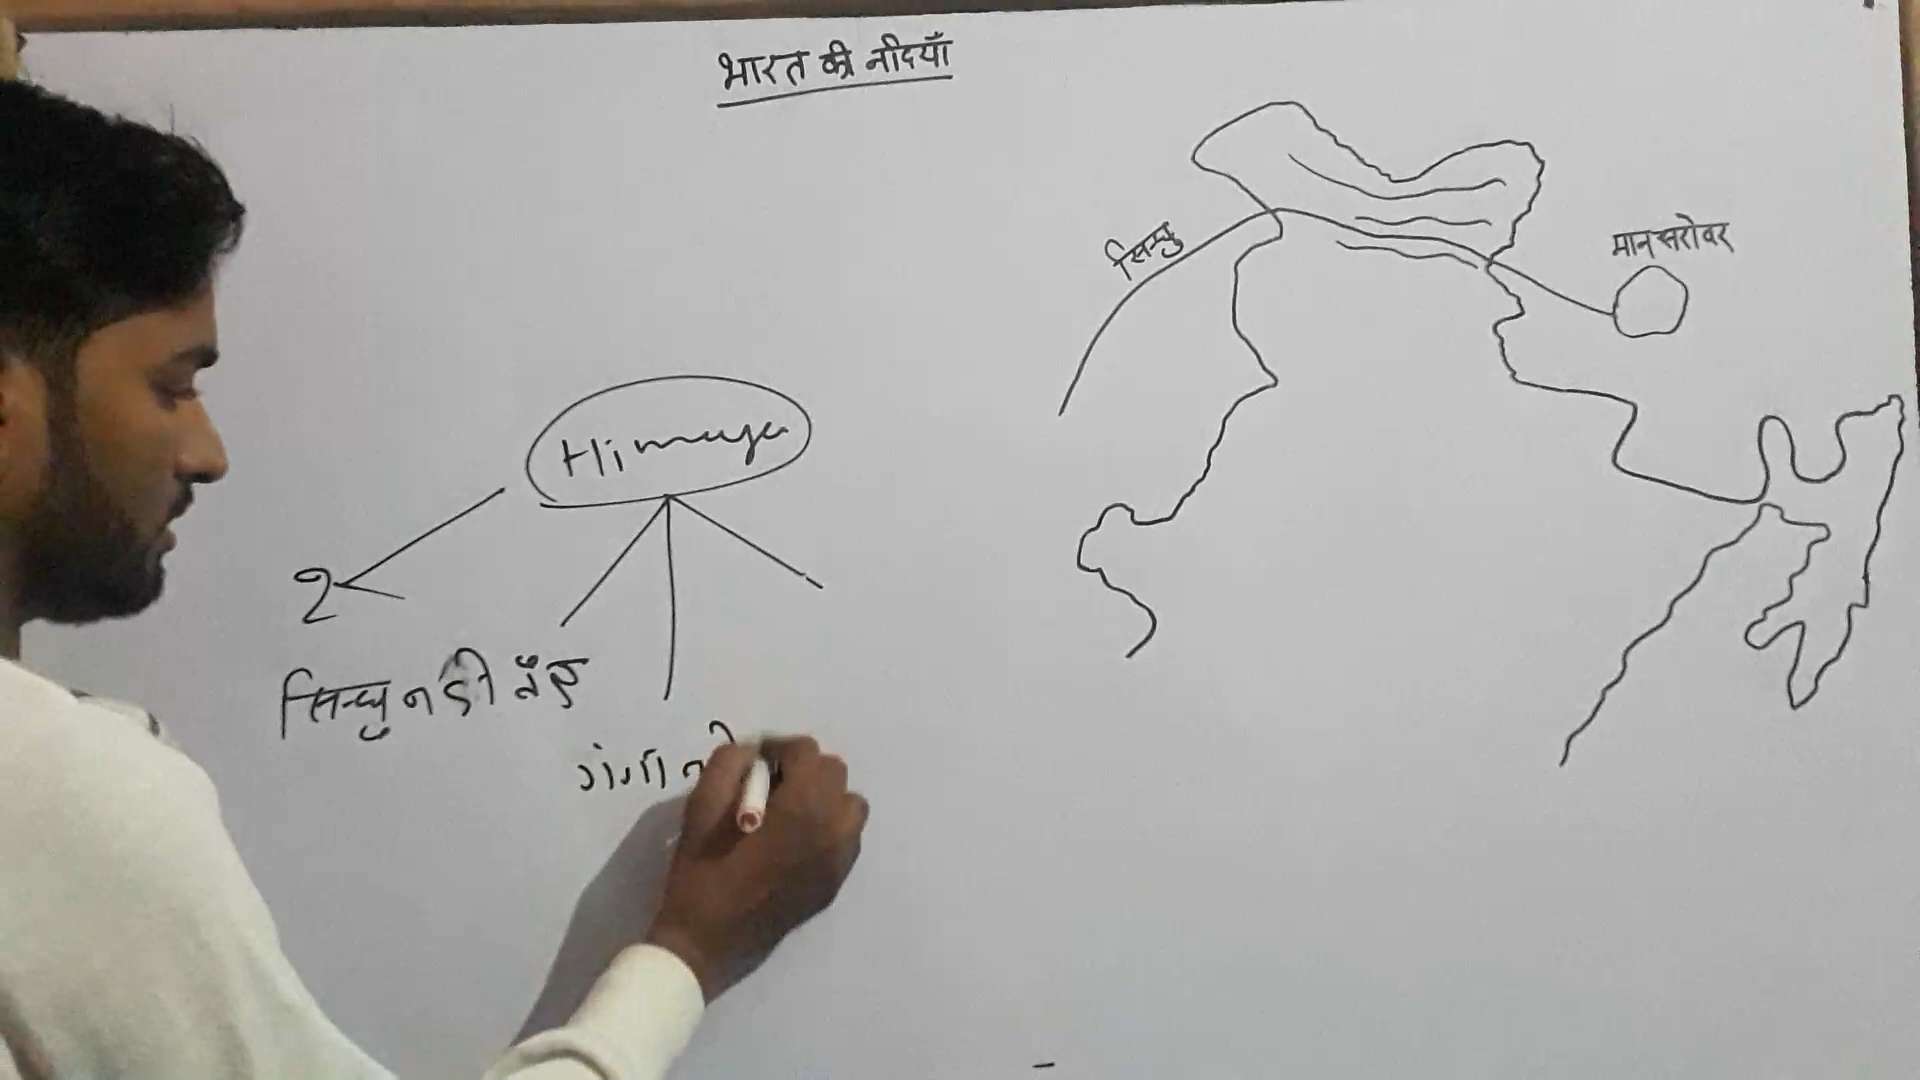 भारत की नदियाँ
मानसरोवर
सिन्धु
Himaya
2
सिन्धु नदी
गंगा न